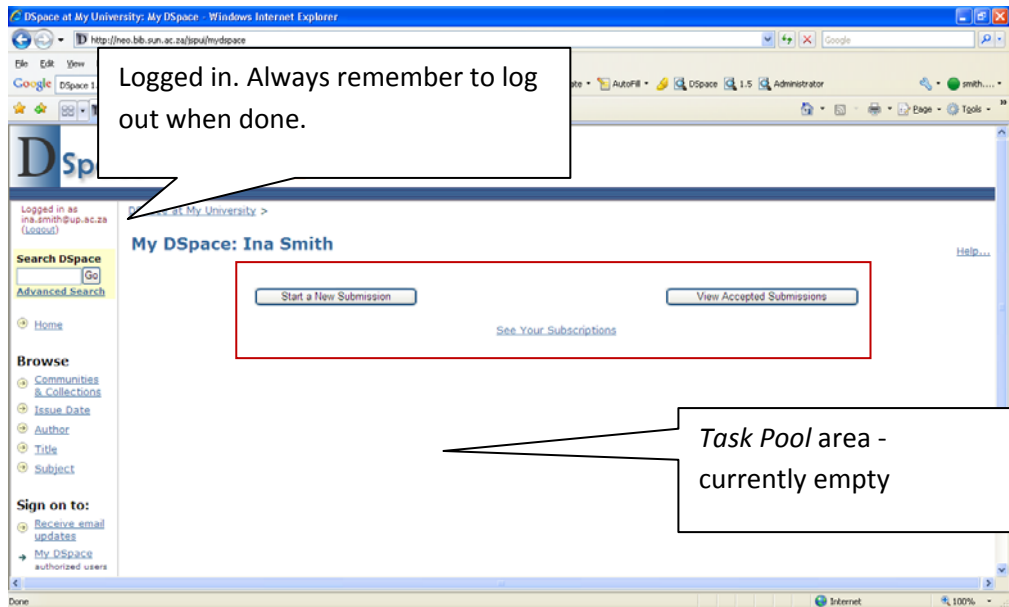 DSpace at My University: My DSpace - Windows Internet Explorer
http://neo.bib.sun.ac.za/jspui/mydspace
Google
File Edit View
Google DSpace 1. AutoFill DSpace 1.5 Administrator smith....
Page Tools
Logged in. Always remember to log
out when done.
DSp
Logged in as
ina.smith@up.ac.za
(Logout)
DSpace at My University >
My DSpace: Ina Smith
Help...
Search DSpace
Go
Advanced Search
Start a New Submission
View Accepted Submissions
See Your Subscriptions
Home
Browse
Communities
& Collections
Issue Date
Author
Title
Subject
Task Pool area -
currently empty
Sign on to:
Receive email
updates
My DSpace
authorized users
Done
Internet
100%